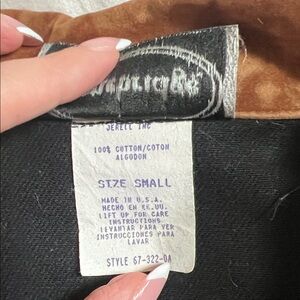 JERELL INC
100% COTTON/COTON
ALGODON
SIZE SMALL
MADE IN U.S.A.
HECHO EN EE.UU.
LIFT UP FOR CARE
INSTRUCTIONS
LEVANTAR PARA VER
INSTRUCCIONES PARA
LAVAR
STYLE 67-322-0A